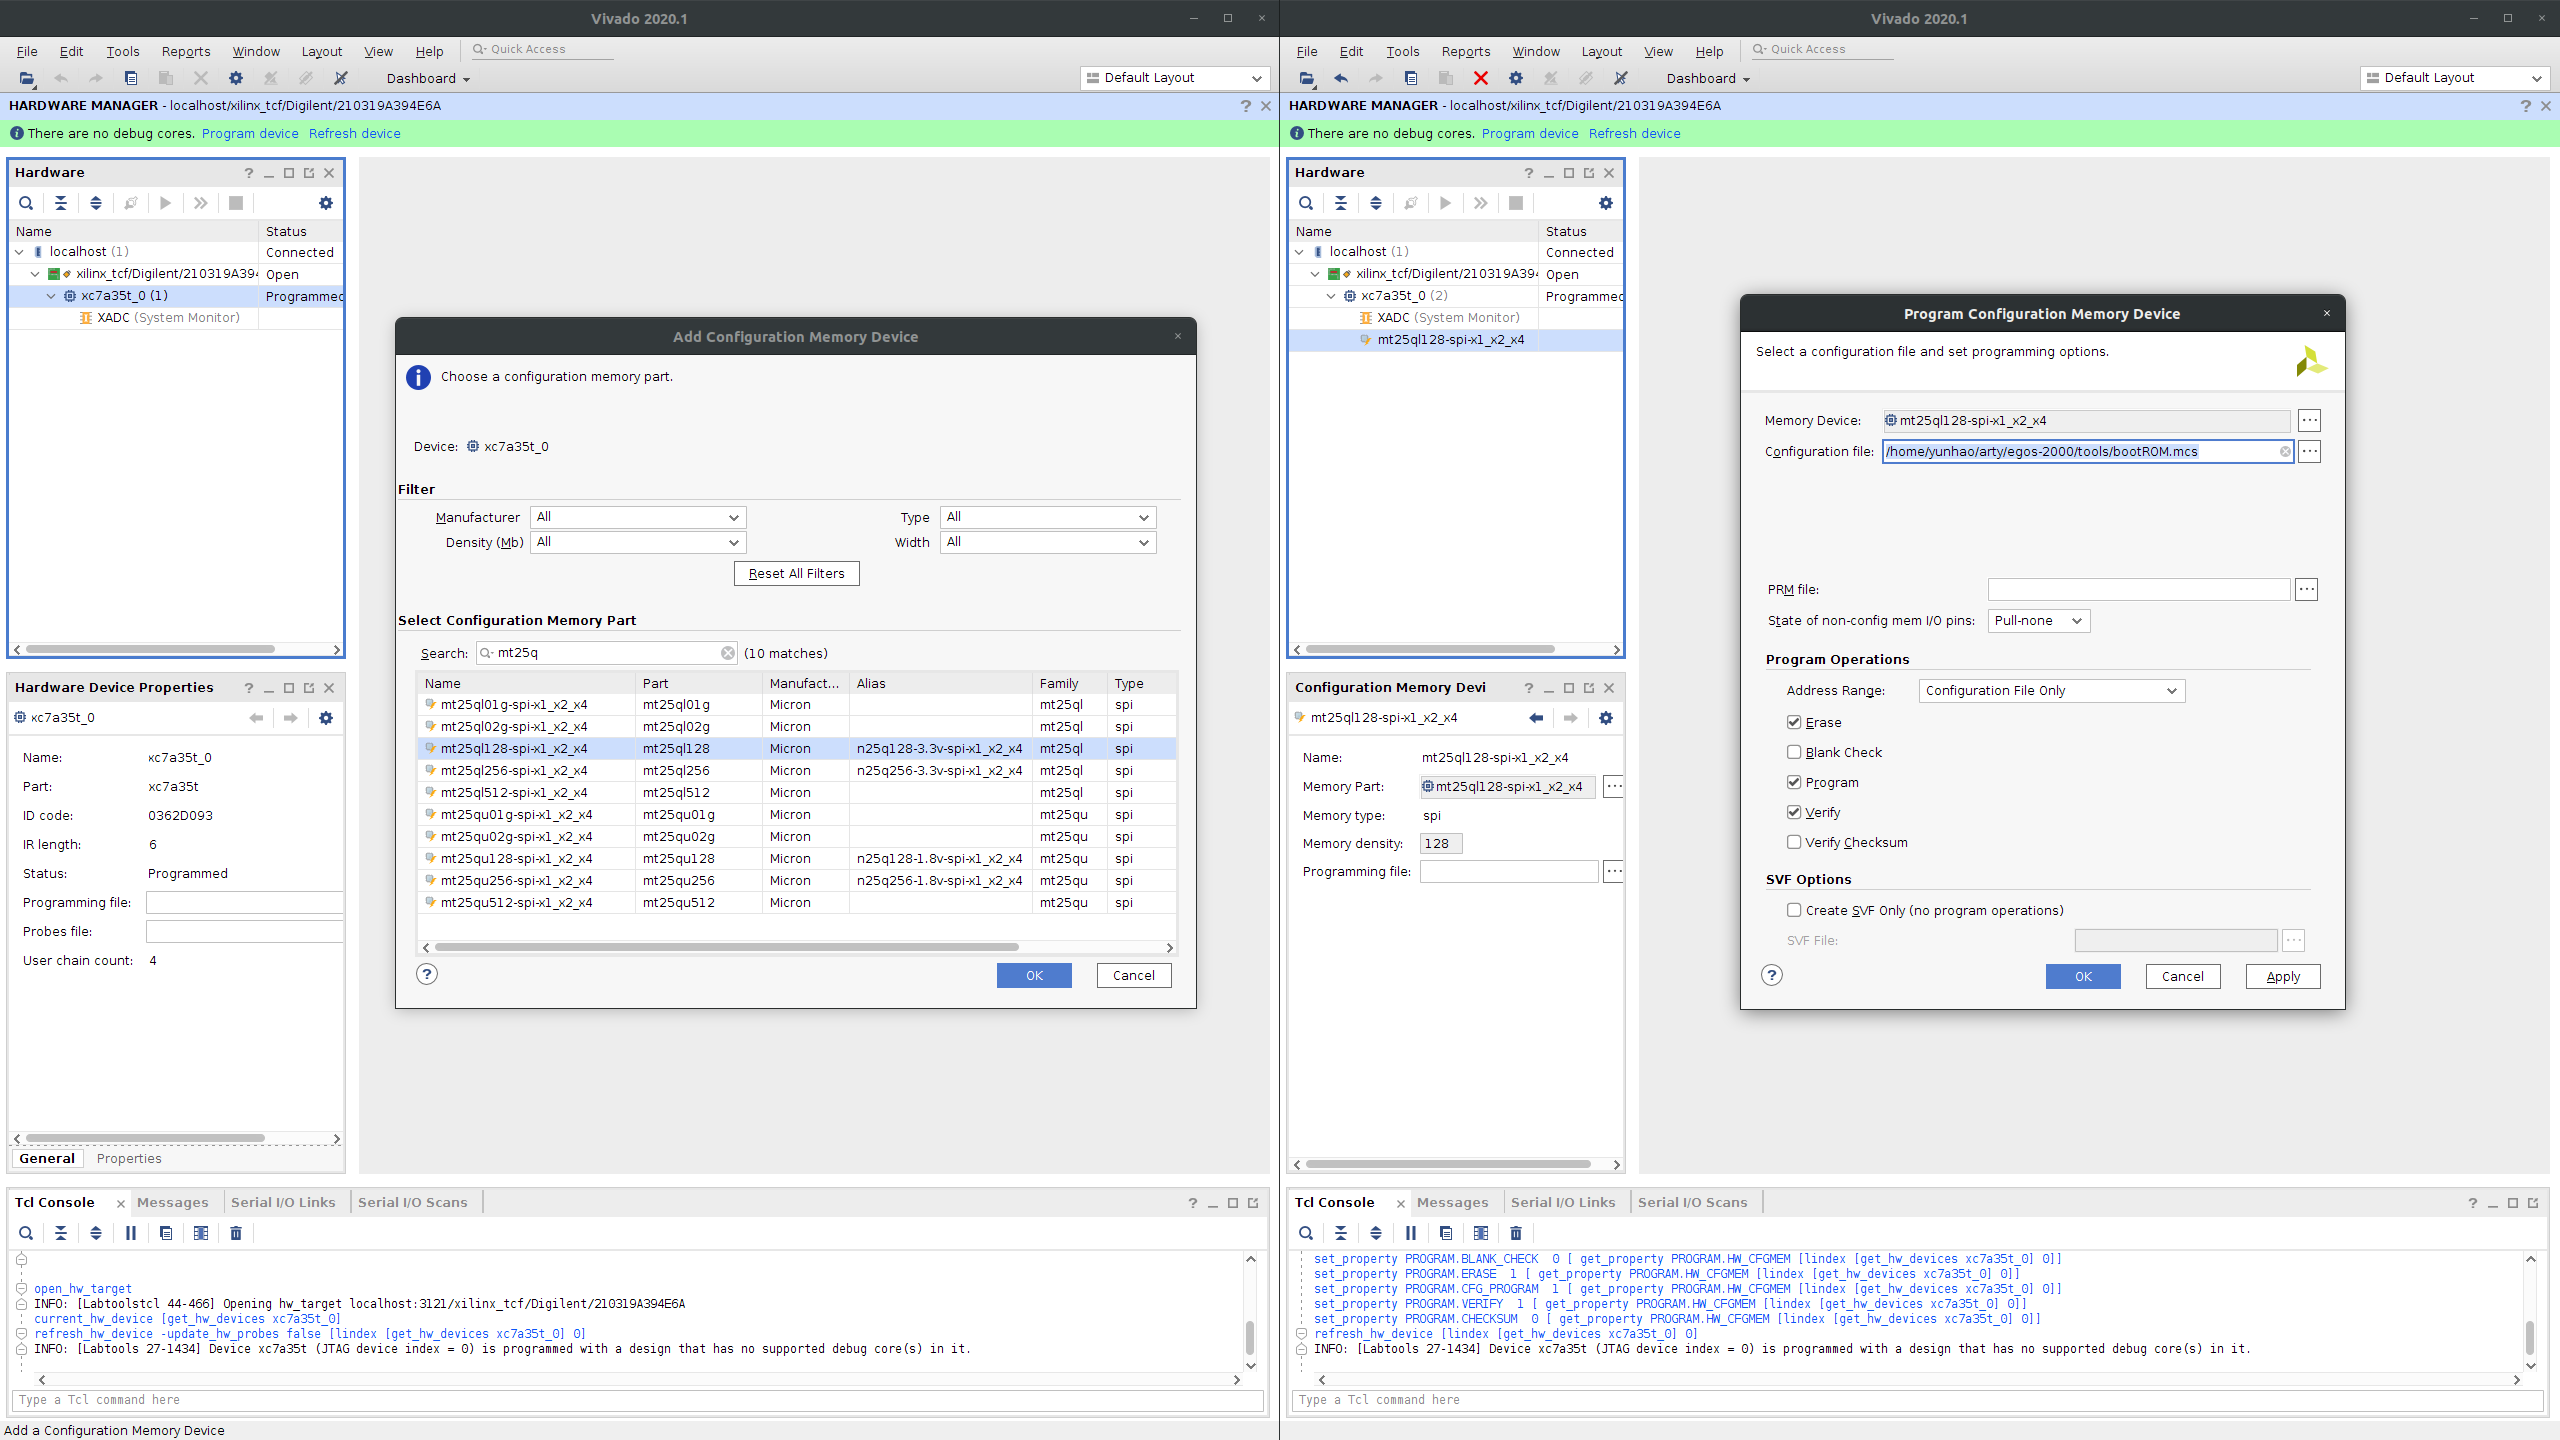 Vivado 2020.1
File Edit Tools Reports Window Layout View Help Quick Access
Dashboard Default Layout
HARDWARE MANAGER - localhost/xilinx_tcf/Digilent/210319A394E6A
There are no debug cores. Program device Refresh device
Hardware
Name Status
localhost (1) Connected
xilinx_tcf/Digilent/210319A394 Open
xc7a35t_0 (1) Programmed
XADC (System Monitor)
Hardware Device Properties
xc7a35t_0
Name: xc7a35t_0
Part: xc7a35t
ID code: 0362D093
IR length: 6
Status: Programmed
Programming file:
Probes file:
User chain count: 4
General Properties
Add Configuration Memory Device
Choose a configuration memory part.
Device: xc7a35t_0
Filter
Manufacturer All Type All
Density (Mb) All Width All
Reset All Filters
Select Configuration Memory Part
Search: mt25q (10 matches)
Name Part Manufact... Alias Family Type
mt25ql01g-spi-x1_x2_x4 mt25ql01g Micron mt25ql spi
mt25ql02g-spi-x1_x2_x4 mt25ql02g Micron mt25ql spi
mt25ql128-spi-x1_x2_x4 mt25ql128 Micron n25q128-3.3v-spi-x1_x2_x4 mt25ql spi
mt25ql256-spi-x1_x2_x4 mt25ql256 Micron n25q256-3.3v-spi-x1_x2_x4 mt25ql spi
mt25ql512-spi-x1_x2_x4 mt25ql512 Micron mt25ql spi
mt25qu01g-spi-x1_x2_x4 mt25qu01g Micron mt25qu spi
mt25qu02g-spi-x1_x2_x4 mt25qu02g Micron mt25qu spi
mt25qu128-spi-x1_x2_x4 mt25qu128 Micron n25q128-1.8v-spi-x1_x2_x4 mt25qu spi
mt25qu256-spi-x1_x2_x4 mt25qu256 Micron n25q256-1.8v-spi-x1_x2_x4 mt25qu spi
mt25qu512-spi-x1_x2_x4 mt25qu512 Micron mt25qu spi
OK Cancel
Tcl Console Messages Serial I/O Links Serial I/O Scans
open_hw_target
INFO: [Labtoolstcl 44-466] Opening hw_target localhost:3121/xilinx_tcf/Digilent/210319A394E6A
current_hw_device [get_hw_devices xc7a35t_0]
refresh_hw_device -update_hw_probes false [lindex [get_hw_devices xc7a35t_0] 0]
INFO: [Labtools 27-1434] Device xc7a35t (JTAG device index = 0) is programmed with a design that has no supported debug core(s) in it.
Type a Tcl command here
Add a Configuration Memory Device
Vivado 2020.1
File Edit Tools Reports Window Layout View Help Quick Access
Dashboard Default Layout
HARDWARE MANAGER - localhost/xilinx_tcf/Digilent/210319A394E6A
There are no debug cores. Program device Refresh device
Hardware
Name Status
localhost (1) Connected
xilinx_tcf/Digilent/210319A394 Open
xc7a35t_0 (2) Programmed
XADC (System Monitor)
mt25ql128-spi-x1_x2_x4
Configuration Memory Devi
mt25ql128-spi-x1_x2_x4
Name: mt25ql128-spi-x1_x2_x4
Memory Part: mt25ql128-spi-x1_x2_x4
Memory type: spi
Memory density: 128
Programming file:
Program Configuration Memory Device
Select a configuration file and set programming options.
Memory Device: mt25ql128-spi-x1_x2_x4
Configuration file: /home/yunhao/arty/egos-2000/tools/bootROM.mcs
PRM file:
State of non-config mem I/O pins: Pull-none
Program Operations
Address Range: Configuration File Only
Erase
Blank Check
Program
Verify
Verify Checksum
SVF Options
Create SVF Only (no program operations)
SVF File:
OK Cancel Apply
Tcl Console Messages Serial I/O Links Serial I/O Scans
set_property PROGRAM.BLANK_CHECK 0 [ get_property PROGRAM.HW_CFGMEM [lindex [get_hw_devices xc7a35t_0] 0]]
set_property PROGRAM.ERASE 1 [ get_property PROGRAM.HW_CFGMEM [lindex [get_hw_devices xc7a35t_0] 0]]
set_property PROGRAM.CFG_PROGRAM 1 [ get_property PROGRAM.HW_CFGMEM [lindex [get_hw_devices xc7a35t_0] 0]]
set_property PROGRAM.VERIFY 1 [ get_property PROGRAM.HW_CFGMEM [lindex [get_hw_devices xc7a35t_0] 0]]
set_property PROGRAM.CHECKSUM 0 [ get_property PROGRAM.HW_CFGMEM [lindex [get_hw_devices xc7a35t_0] 0]]
refresh_hw_device [lindex [get_hw_devices xc7a35t_0] 0]
INFO: [Labtools 27-1434] Device xc7a35t (JTAG device index = 0) is programmed with a design that has no supported debug core(s) in it.
Type a Tcl command here